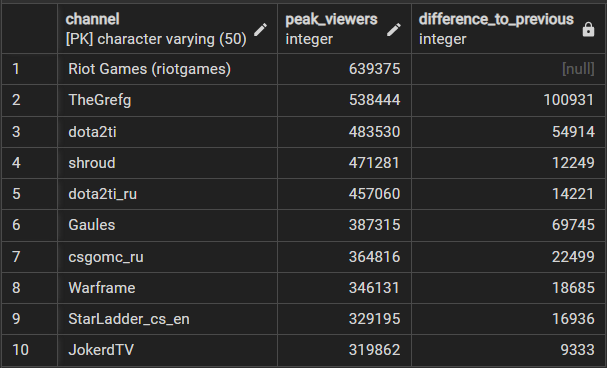 channel peak_viewers difference_to_previous
[PK] character varying (50) integer integer
1 Riot Games (riotgames) 639375 [null]
2 TheGrefg 538444 100931
3 dota2ti 483530 54914
4 shroud 471281 12249
5 dota2ti_ru 457060 14221
6 Gaules 387315 69745
7 csgomc_ru 364816 22499
8 Warframe 346131 18685
9 StarLadder_cs_en 329195 16936
10 JokerdTV 319862 9333